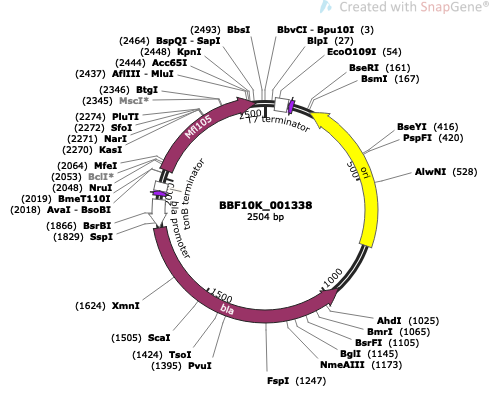 Created with SnapGene®
(2493) BbsI
BbvCI - Bpu10I (3)
(2464) BspQI - SapI
BlpI (27)
(2448) KpnI
EcoO109I (54)
(2444) Acc65I
BseRI (161)
(2437) AflIII - MluI
BsmI (167)
(2346) BtgI
(2345) MscI*
(2274) PluTI
(2272) SfoI
(2271) NarI
(2270) KasI
BseYI (416)
PspFI (420)
(2064) MfeI
(2053) BclI*
AlwNI (528)
(2048) NruI
(2019) BmeT110I
(2018) AvaI - BsoBI
(1866) BsrBI
(1829) SspI
2500
T7 terminator
Mfl105
500
ori
rrnB T1 terminator
bla promoter
BBF10K_001338
2504 bp
1000
1500
bla
(1624) XmnI
(1505) ScaI
(1424) TsoI
(1395) PvuI
AhdI (1025)
BmrI (1065)
BsrFI (1105)
BglI (1145)
NmeAIII (1173)
FspI (1247)